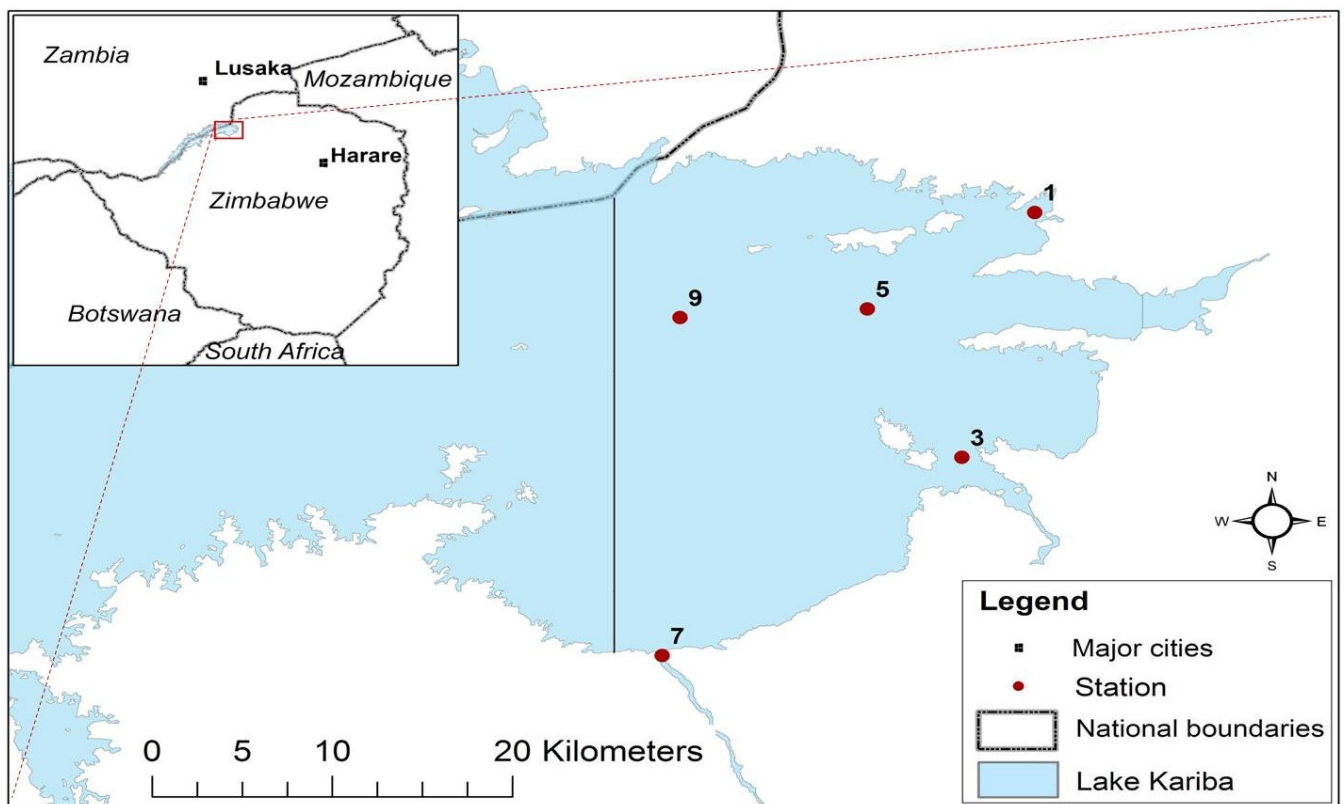 Zambia
Lusaka
Mozambique
Harare
Zimbabwe
Botswana
South Africa
1
9
5
3
7
N
W E
S
Legend
Major cities
Station
National boundaries
Lake Kariba
0 5 10 20 Kilometers